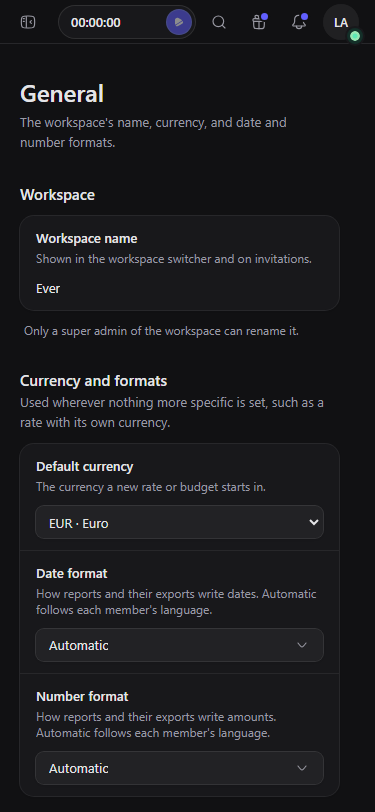 00:00:00
LA
General
The workspace's name, currency, and date and
number formats.
Workspace
Workspace name
Shown in the workspace switcher and on invitations.
Ever
Only a super admin of the workspace can rename it.
Currency and formats
Used wherever nothing more specific is set, such as a
rate with its own currency.
Default currency
The currency a new rate or budget starts in.
EUR · Euro
Date format
How reports and their exports write dates. Automatic
follows each member's language.
Automatic
Number format
How reports and their exports write amounts.
Automatic follows each member's language.
Automatic